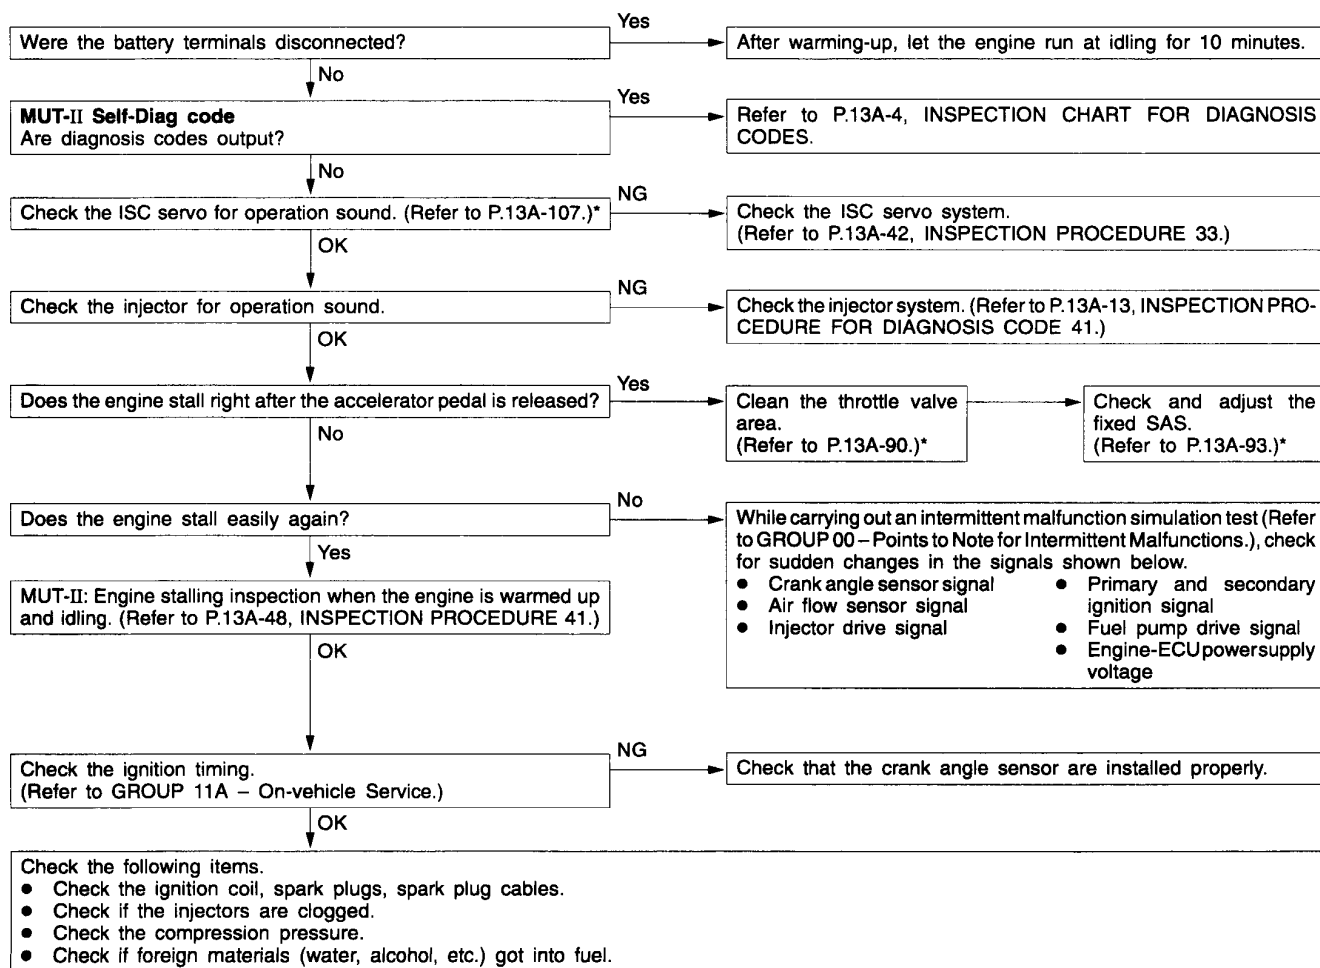 Yes
Were the battery terminals disconnected?
After warming-up, let the engine run at idling for 10 minutes.
No
MUT-II Self-Diag code
Are diagnosis codes output?
Yes
Refer to P.13A-4, INSPECTION CHART FOR DIAGNOSIS
CODES.
No
NG
Check the ISC servo for operation sound. (Refer to P.13A-107.)*
Check the ISC servo system.
(Refer to P.13A-42, INSPECTION PROCEDURE 33.)
OK
NG
Check the injector for operation sound.
Check the injector system. (Refer to P.13A-13, INSPECTION PRO-
CEDURE FOR DIAGNOSIS CODE 41.)
OK
Yes
Does the engine stall right after the accelerator pedal is released?
Clean the throttle valve
area.
(Refer to P.13A-90.)*
Check and adjust the
fixed SAS.
(Refer to P.13A-93.)*
No
No
Does the engine stall easily again?
While carrying out an intermittent malfunction simulation test (Refer
to GROUP 00 – Points to Note for Intermittent Malfunctions.), check
for sudden changes in the signals shown below.
● Crank angle sensor signal
● Air flow sensor signal
● Injector drive signal
● Primary and secondary
ignition signal
● Fuel pump drive signal
● Engine-ECU power supply
voltage
Yes
MUT-II: Engine stalling inspection when the engine is warmed up
and idling. (Refer to P.13A-48, INSPECTION PROCEDURE 41.)
OK
NG
Check the ignition timing.
(Refer to GROUP 11A – On-vehicle Service.)
Check that the crank angle sensor are installed properly.
OK
Check the following items.
● Check the ignition coil, spark plugs, spark plug cables.
● Check if the injectors are clogged.
● Check the compression pressure.
● Check if foreign materials (water, alcohol, etc.) got into fuel.